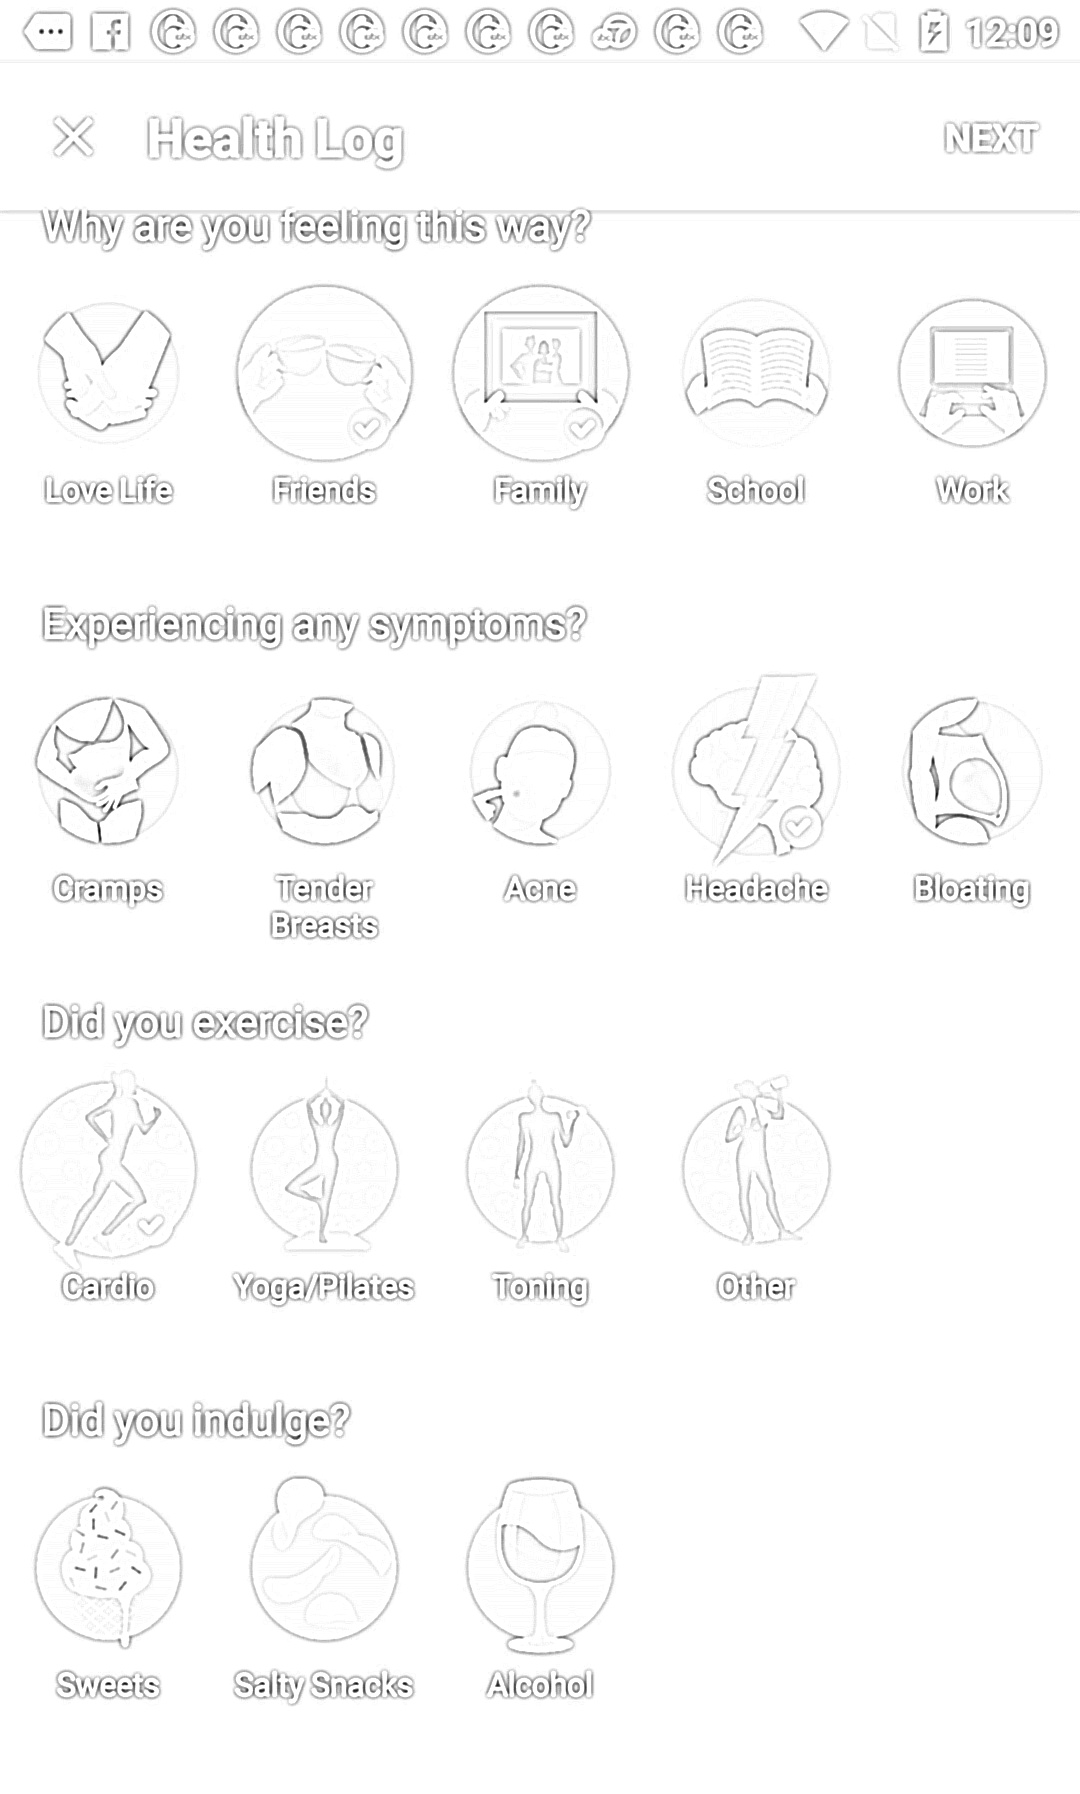 12:09
Health Log
NEXT
Why are you feeling this way?
Love Life
Friends
Family
School
Work
Experiencing any symptoms?
Cramps
Tender
Breasts
Acne
Headache
Bloating
Did you exercise?
Cardio
Yoga/Pilates
Toning
Other
Did you indulge?
Sweets
Salty Snacks
Alcohol